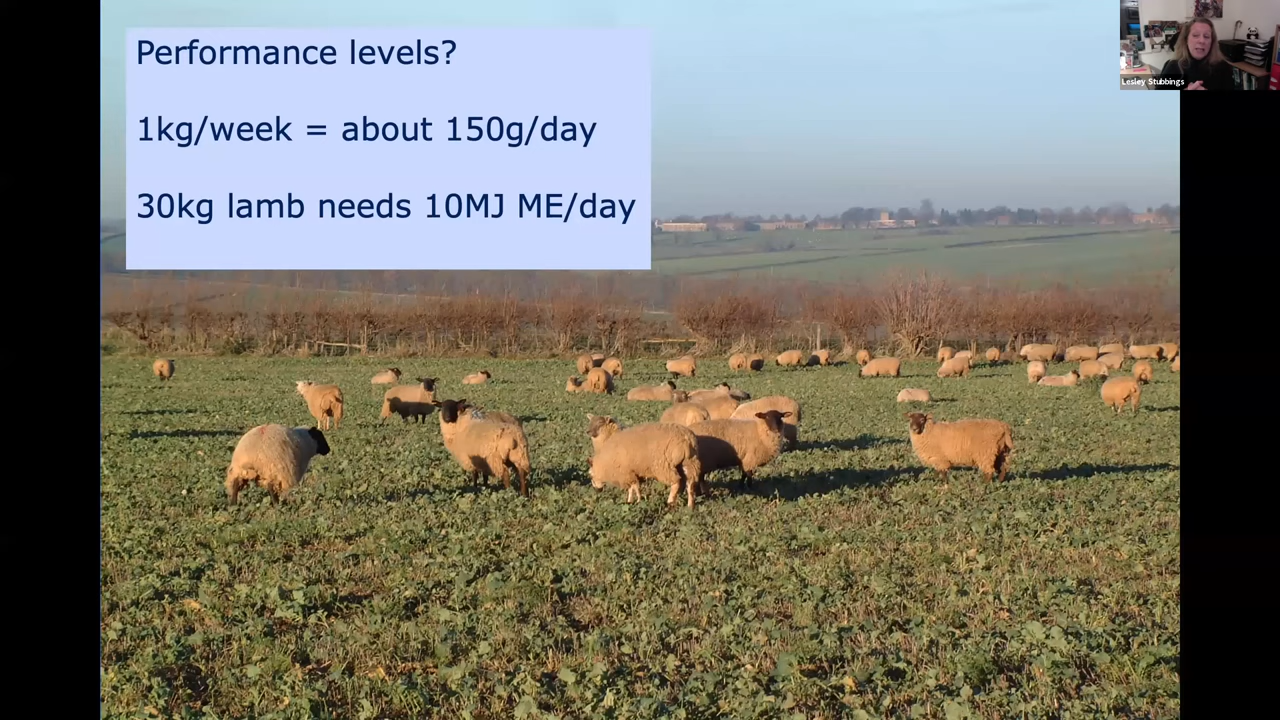 Performance levels?
1kg/week = about 150g/day
30kg lamb needs 10MJ ME/day
Lesley Stubbings